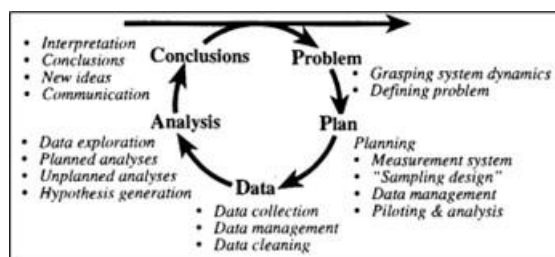 Conclusions
• Interpretation
• Conclusions
• New ideas
• Communication
Problem
• Grasping system dynamics
• Defining problem
Plan
Planning
• Measurement system
• "Sampling design"
• Data management
• Piloting & analysis
Data
• Data collection
• Data management
• Data cleaning
Analysis
• Data exploration
• Planned analyses
• Unplanned analyses
• Hypothesis generation